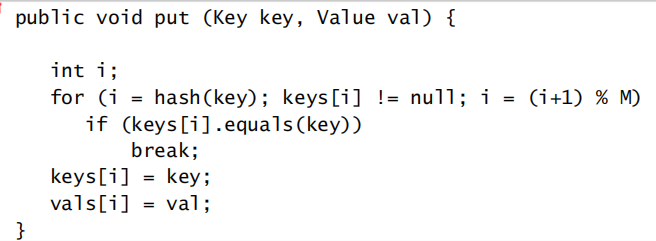 public void put (Key key, Value val) {
int i;
for (i = hash(key); keys[i] != null; i = (i+1) % M)
if (keys[i].equals(key))
break;
keys[i] = key;
vals[i] = val;
}